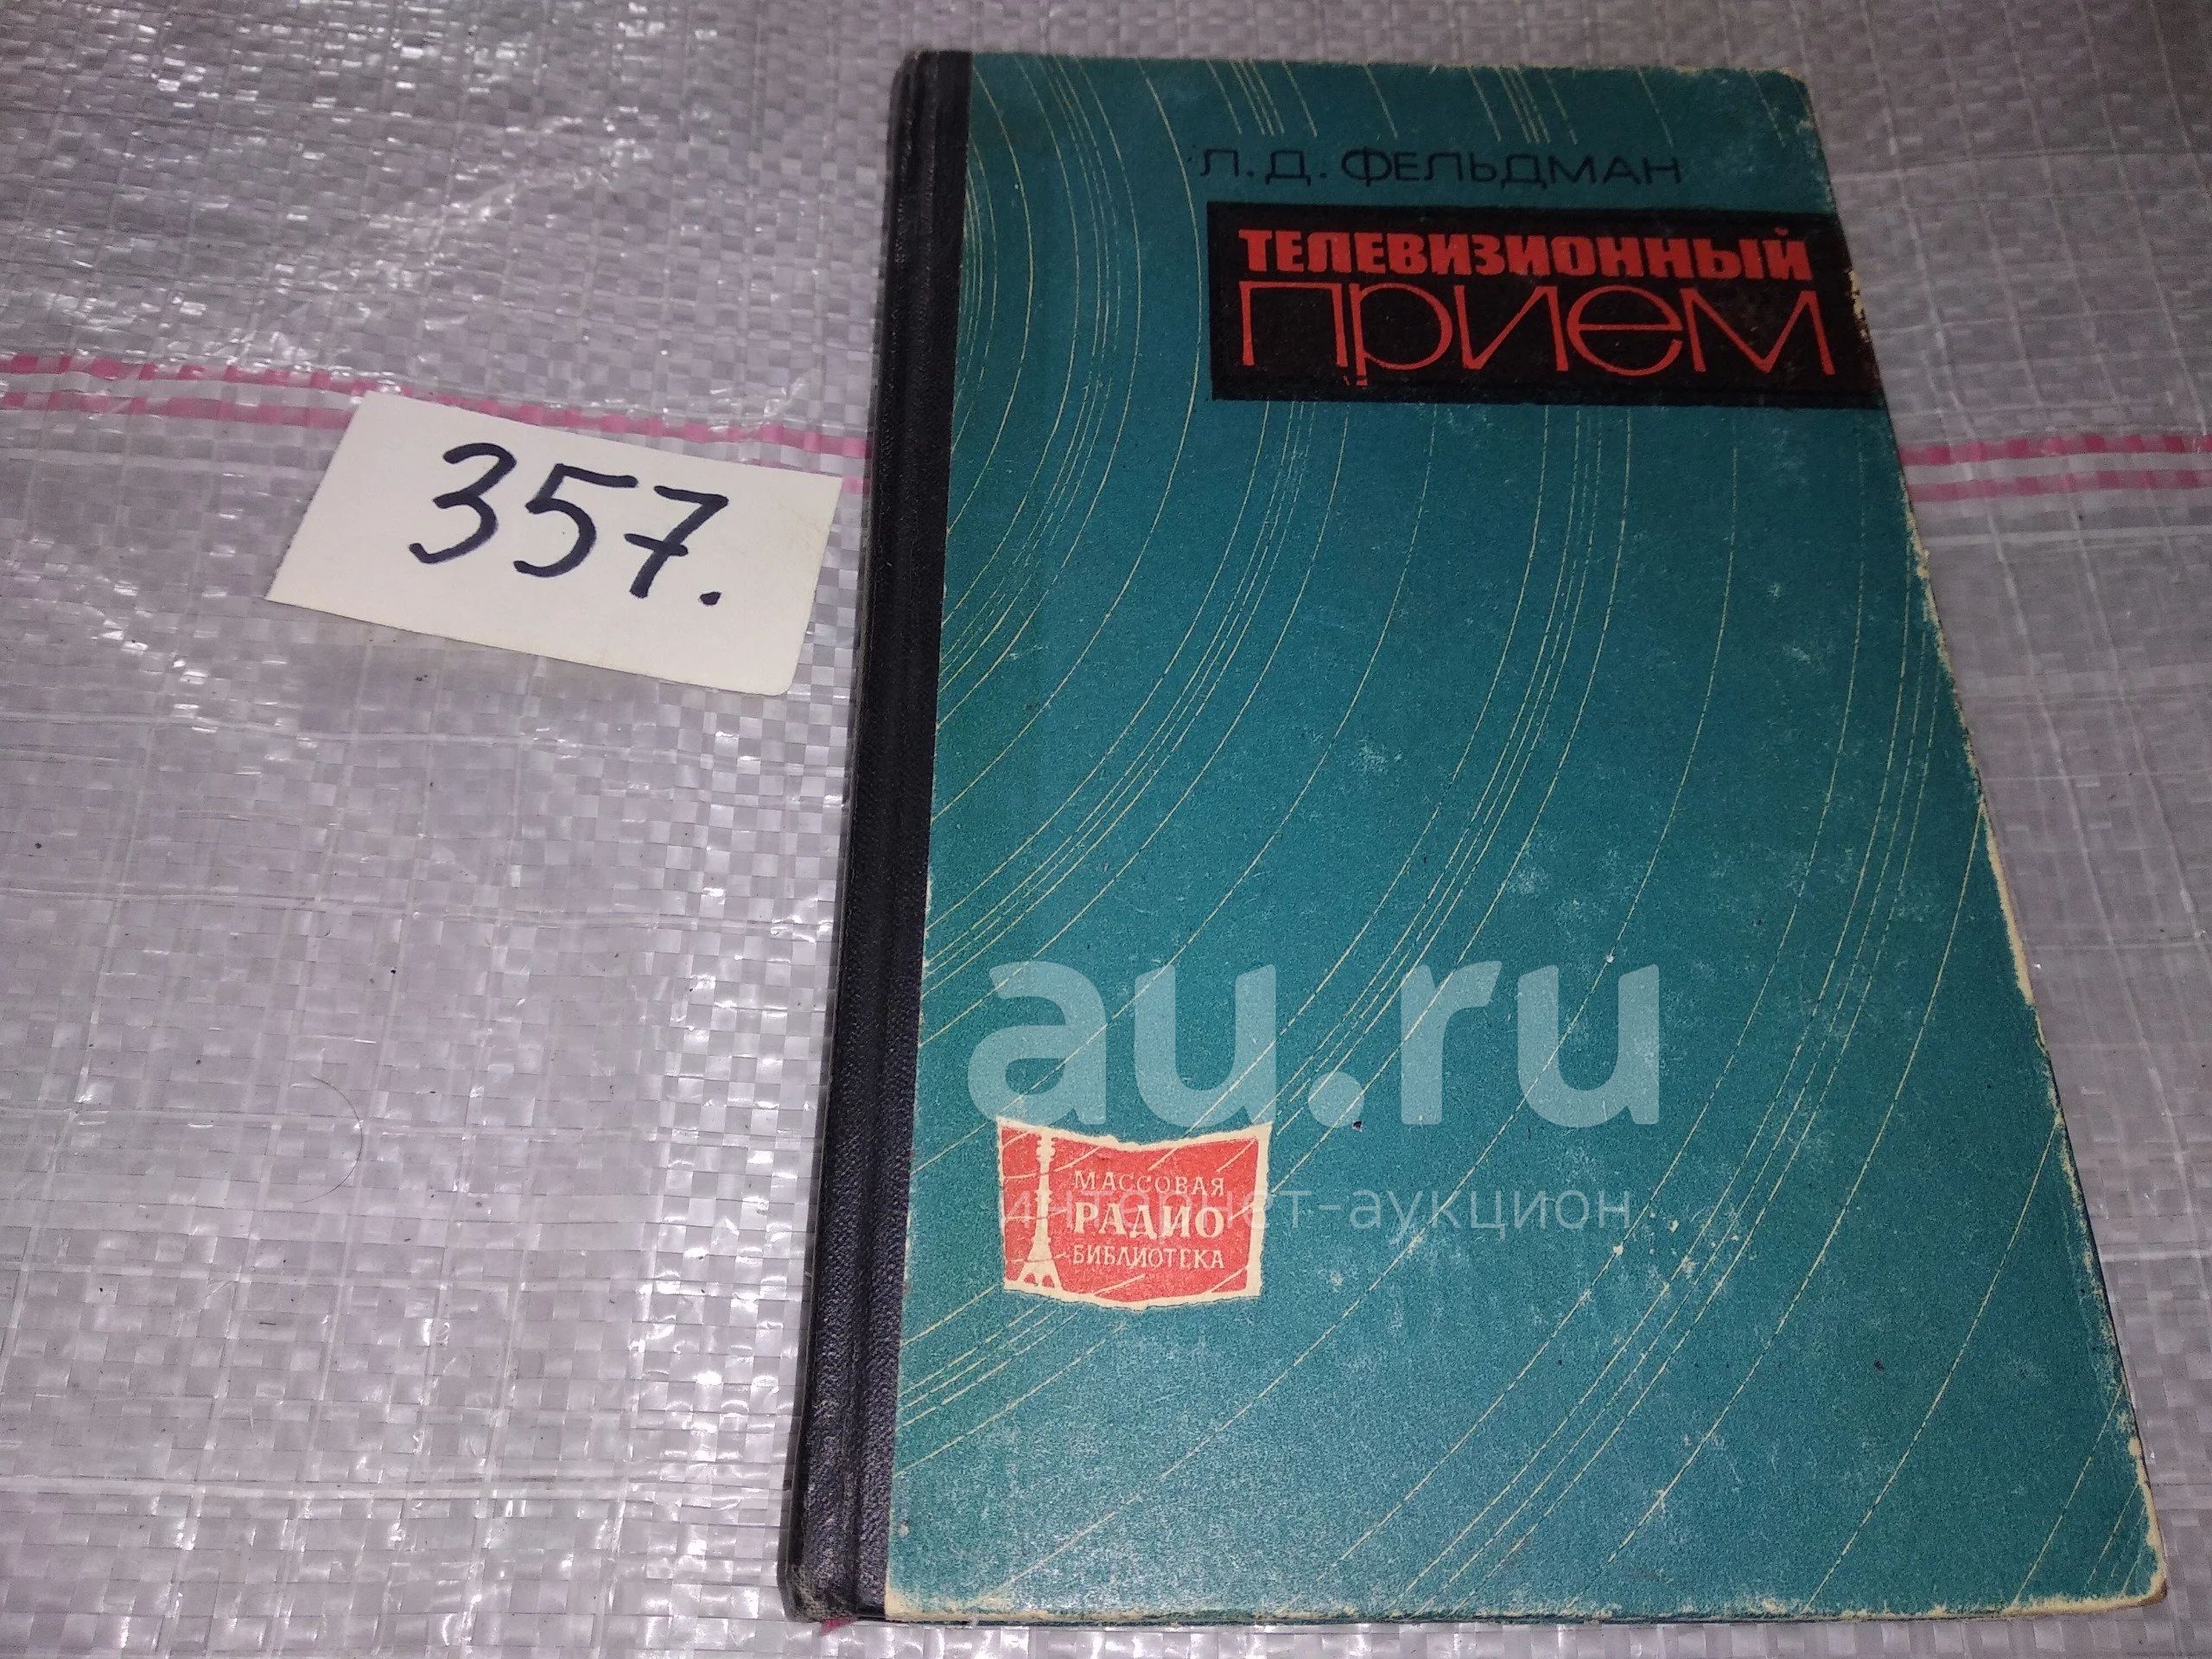 Л.Д. ФЕЛЬДМАН
ТЕЛЕВИЗИОННЫЙ
ПРИЕМ
357.
au.ru
интернет-аукцион
МАССОВАЯ
РАДИО
БИБЛИОТЕКА